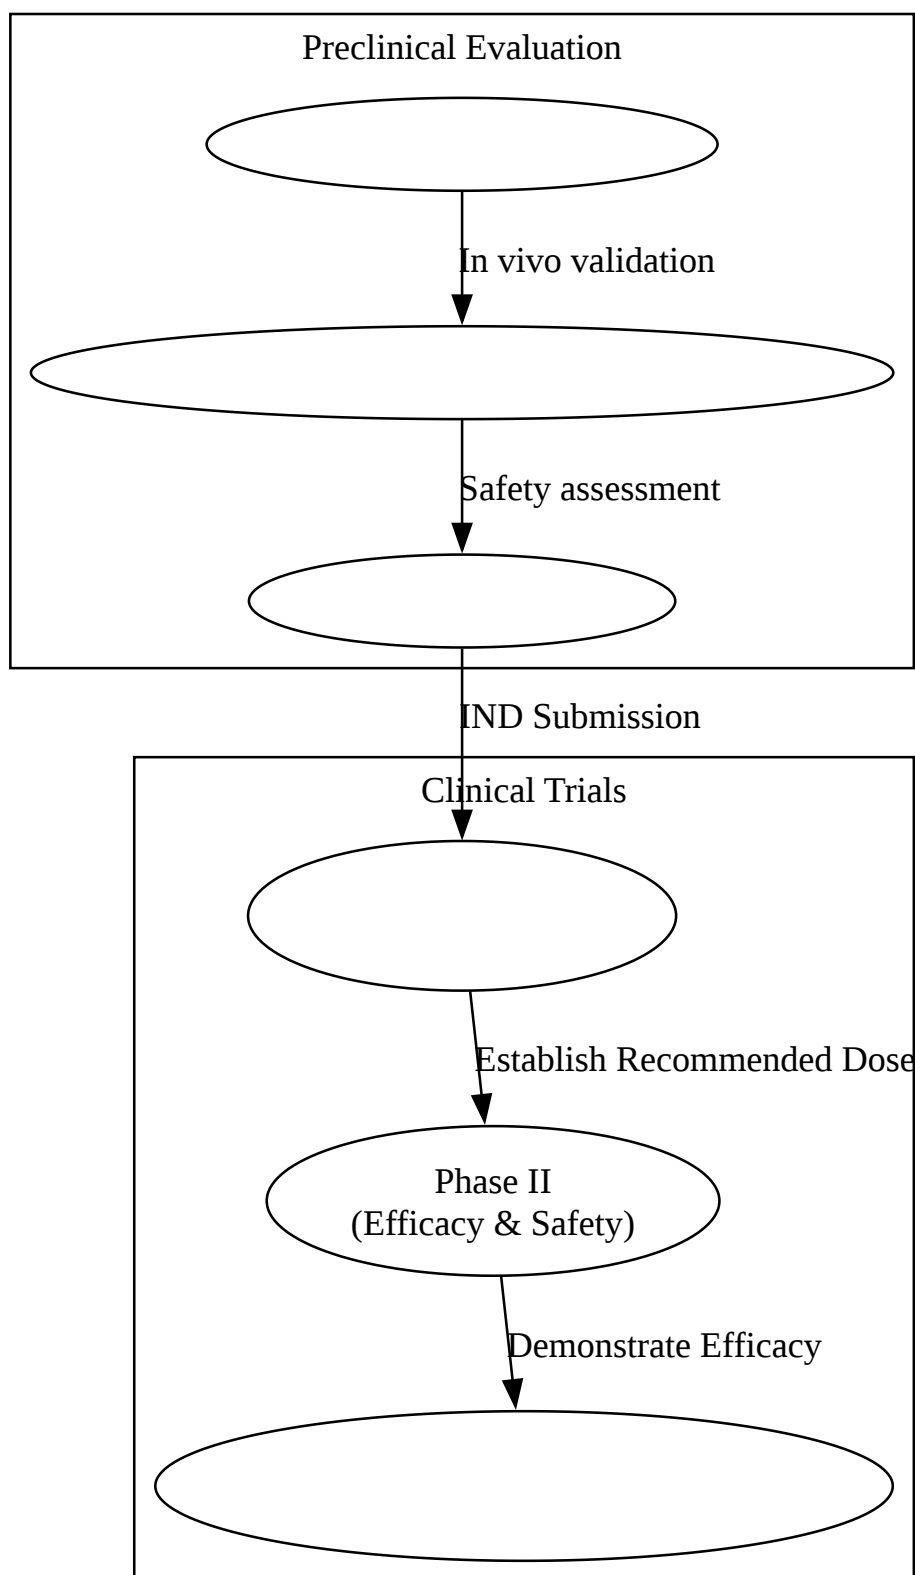 Preclinical Evaluation
In vivo validation
Safety assessment
IND Submission
Clinical Trials
Establish Recommended Dose
Phase II
(Efficacy & Safety)
Demonstrate Efficacy